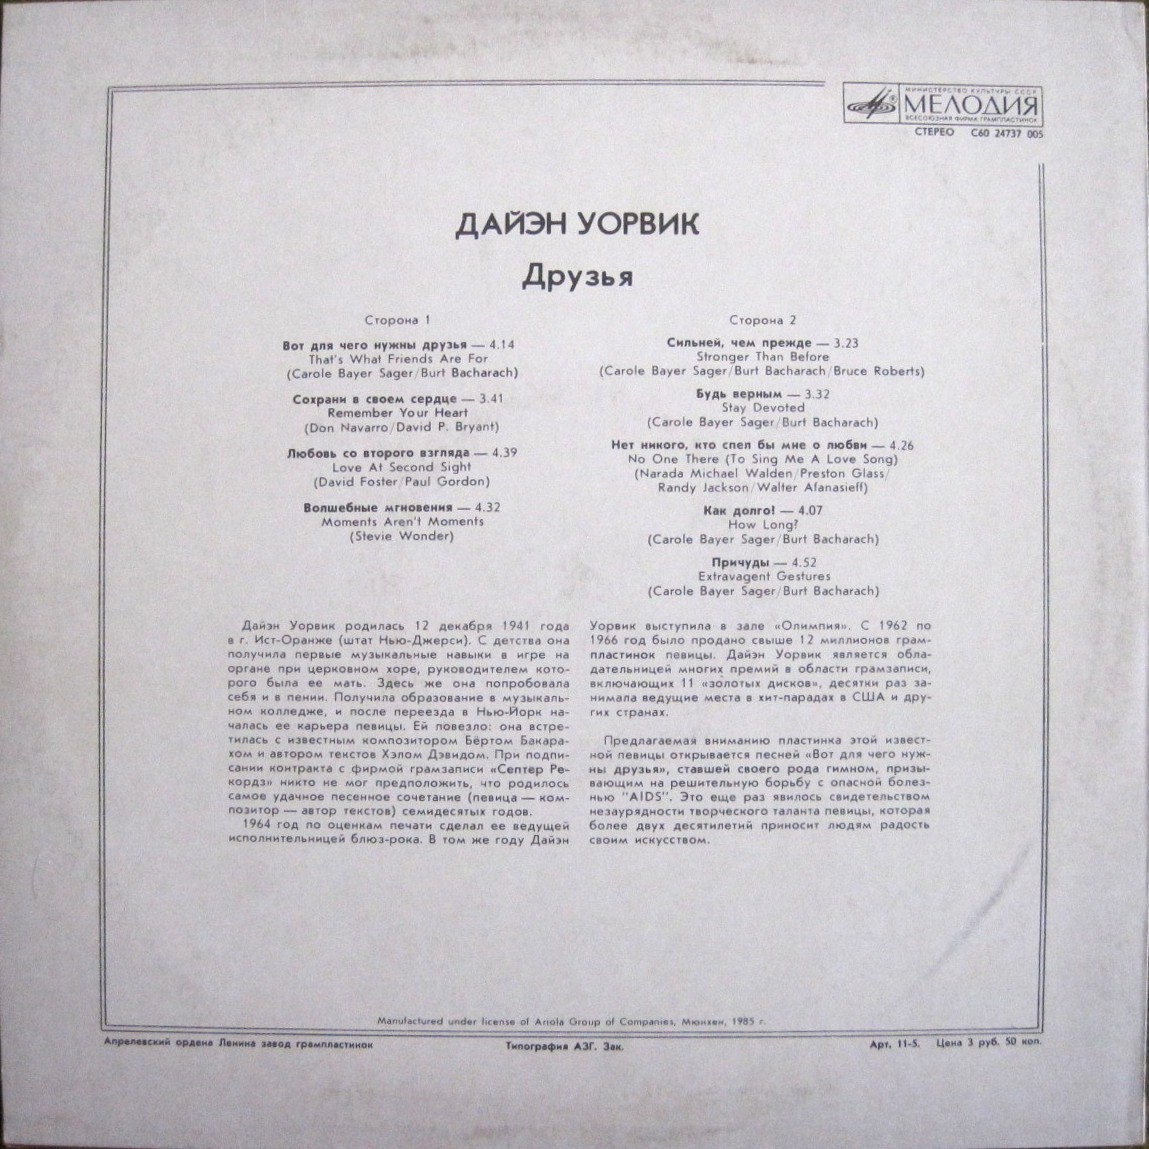 МИНИСТЕРСТВО КУЛЬТУРЫ СССР
МЕЛОДИЯ
ВСЕСОЮЗНАЯ ФИРМА ГРАМПЛАСТИНОК
СТЕРЕО С60 24737 005
ДАЙЭН УОРВИК
Друзья
Сторона 1
Вот для чего нужны друзья — 4.14
That's What Friends Are For
(Carole Bayer Sager/Burt Bacharach)
Сохрани в своем сердце — 3.41
Remember Your Heart
(Don Navarro/David P. Bryant)
Любовь со второго взгляда — 4.39
Love At Second Sight
(David Foster/Paul Gordon)
Волшебные мгновения — 4.32
Moments Aren't Moments
(Stevie Wonder)
Сторона 2
Сильней, чем прежде — 3.23
Stronger Than Before
(Carole Bayer Sager/Burt Bacharach/Bruce Roberts)
Будь верным — 3.32
Stay Devoted
(Carole Bayer Sager/Burt Bacharach)
Нет никого, кто спел бы мне о любви — 4.26
No One There (To Sing Me A Love Song)
(Narada Michael Walden/Preston Glass/
Randy Jackson/Walter Afanasieff)
Как долго! — 4.07
How Long?
(Carole Bayer Sager/Burt Bacharach)
Причуды — 4.52
Extravagent Gestures
(Carole Bayer Sager/Burt Bacharach)
Дайэн Уорвик родилась 12 декабря 1941 года
в г. Ист-Оранже (штат Нью-Джерси). С детства она
получила первые музыкальные навыки в игре на
органе при церковном хоре, руководителем кото-
рого была ее мать. Здесь же она попробовала
себя и в пении. Получила образование в музыкаль-
ном колледже, и после переезда в Нью-Йорк на-
чалась ее карьера певицы. Ей повезло: она встре-
тилась с известным композитором Бёртом Бакара-
хом и автором текстов Хэлом Дэвидом. При подпи-
сании контракта с фирмой грамзаписи «Септер Ре-
кордз» никто не мог предположить, что родилось
самое удачное песенное сочетание (певица — ком-
позитор — автор текстов) семидесятых годов.
1964 год по оценкам печати сделал ее ведущей
исполнительницей блюз-рока. В том же году Дайэн
Уорвик выступила в зале «Олимпия». С 1962 по
1966 год было продано свыше 12 миллионов грам-
пластинок певицы. Дайэн Уорвик является обла-
дательницей многих премий в области грамзаписи,
включающих 11 «золотых дисков», десятки раз за-
нимала ведущие места в хит-парадах в США и дру-
гих странах.
Предлагаемая вниманию пластинка этой извест-
ной певицы открывается песней «Вот для чего нуж-
ны друзья», ставшей своего рода гимном, призы-
вающим на решительную борьбу с опасной болез-
нью "AIDS". Это еще раз явилось свидетельством
незаурядности творческого таланта певицы, которая
более двух десятилетий приносит людям радость
своим искусством.
Manufactured under license of Ariola Group of Companies, Мюнхен, 1985 г.
Апрелевский ордена Ленина завод грампластинок
Типография АЗГ. Зак.
Арт. 11-5. Цена 3 руб. 50 коп.